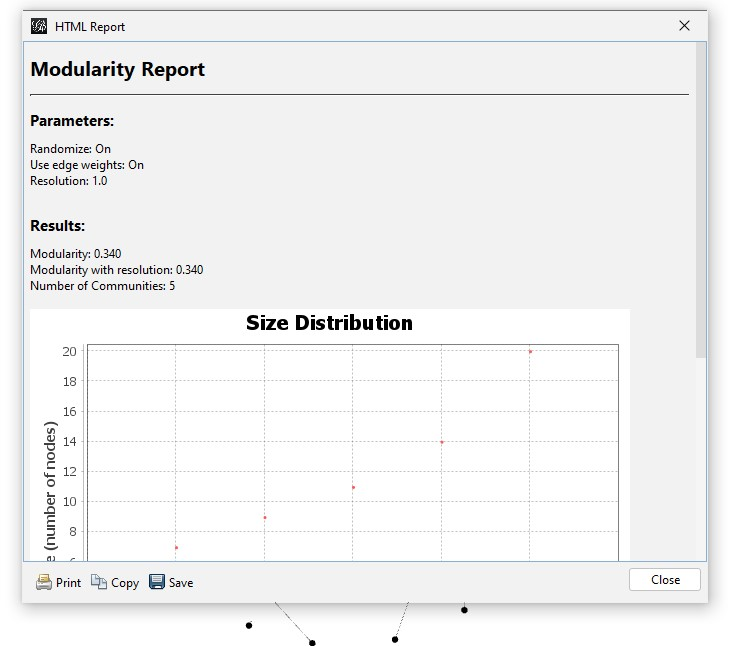 HTML Report
Modularity Report
Parameters:
Randomize: On
Use edge weights: On
Resolution: 1.0
Results:
Modularity: 0.340
Modularity with resolution: 0.340
Number of Communities: 5
Size Distribution
20
18
16
14
12
10
8
(number of nodes)
Print
Copy
Save
Close